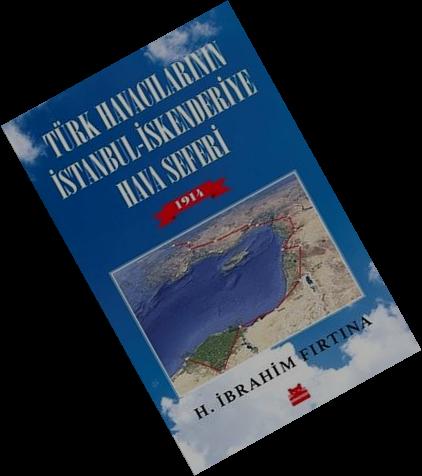 TÜRK HAVACILARININ
İSTANBUL-İSKENDERİYE
HAVA SEFERİ
1914
H. İBRAHİM FIRTINA